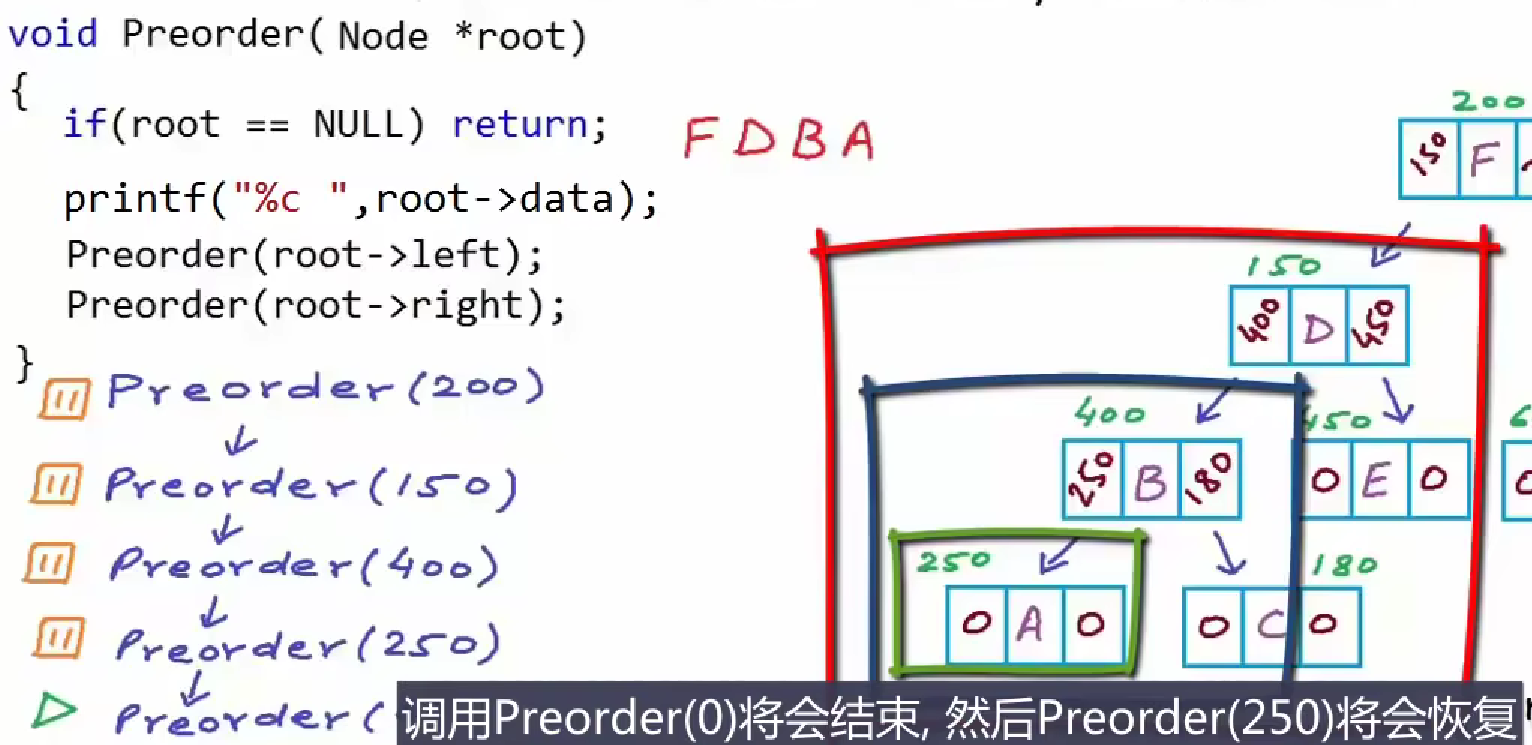 void Preorder( Node *root)
{
if(root == NULL) return;
F D B A
printf("%c ",root->data);
Preorder(root->left);
Preorder(root->right);
}
Preorder(200)
Preorder(150)
Preorder(400)
Preorder(250)
Preorder(
200
150 F
150
400 D 450
400
250 B 180
450
0 E 0
250
0 A 0
180
0 C 0
调用Preorder(0)将会结束, 然后Preorder(250)将会恢复